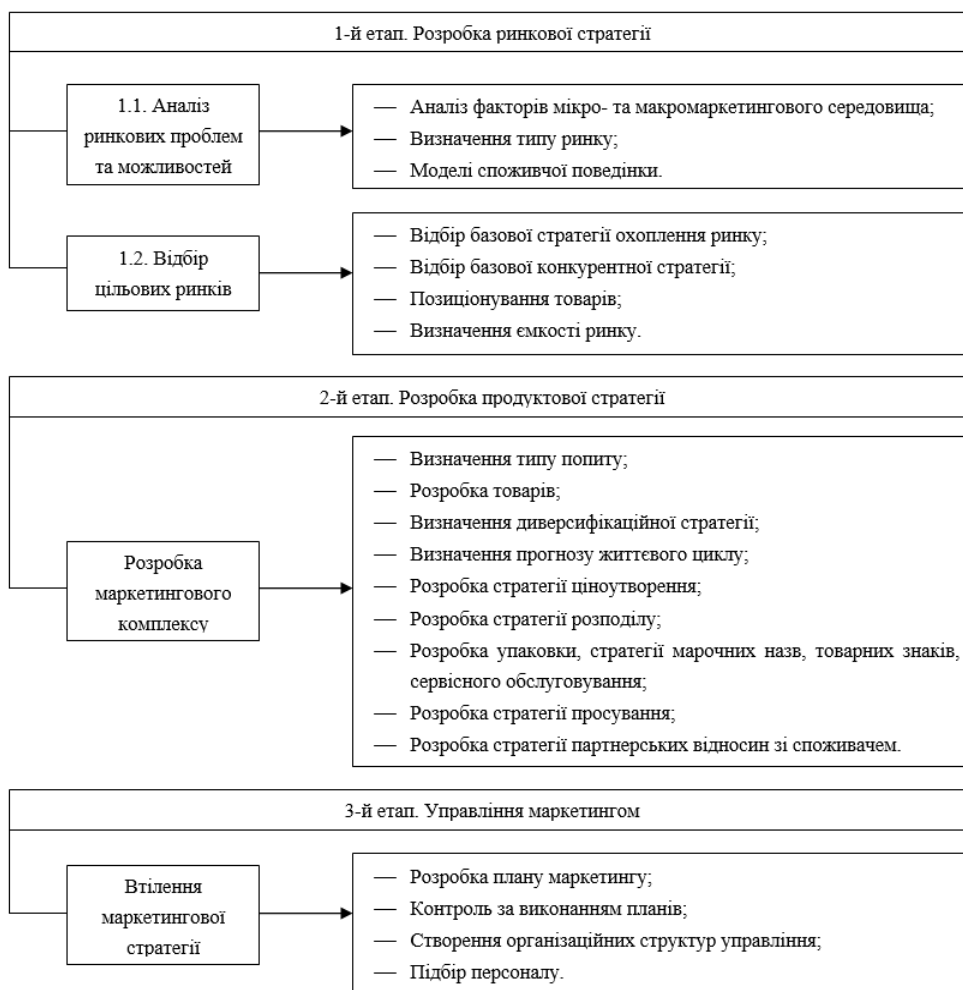 1-й етап. Розробка ринкової стратегії
1.1. Аналіз
ринкових проблем
та можливостей
— Аналіз факторів мікро- та макромаркетингового середовища;
— Визначення типу ринку;
— Моделі споживчої поведінки.
1.2. Відбір
цільових ринків
— Відбір базової стратегії охоплення ринку;
— Відбір базової конкурентної стратегії;
— Позиціонування товарів;
— Визначення ємкості ринку.
2-й етап. Розробка продуктової стратегії
Розробка
маркетингового
комплексу
— Визначення типу попиту;
— Розробка товарів;
— Визначення диверсифікаційної стратегії;
— Визначення прогнозу життєвого циклу;
— Розробка стратегії ціноутворення;
— Розробка стратегії розподілу;
— Розробка упаковки, стратегії марочних назв, товарних знаків,
сервісного обслуговування;
— Розробка стратегії просування;
— Розробка стратегії партнерських відносин зі споживачем.
3-й етап. Управління маркетингом
Втілення
маркетингової
стратегії
— Розробка плану маркетингу;
— Контроль за виконанням планів;
— Створення організаційних структур управління;
— Підбір персоналу.